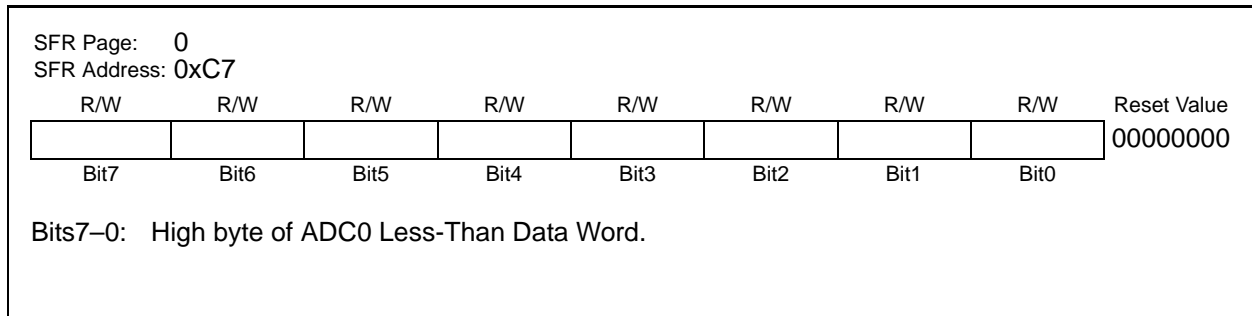 SFR Page: 0
SFR Address: 0xC7
R/W R/W R/W R/W R/W R/W R/W R/W Reset Value
00000000
Bit7 Bit6 Bit5 Bit4 Bit3 Bit2 Bit1 Bit0
Bits7–0: High byte of ADC0 Less-Than Data Word.